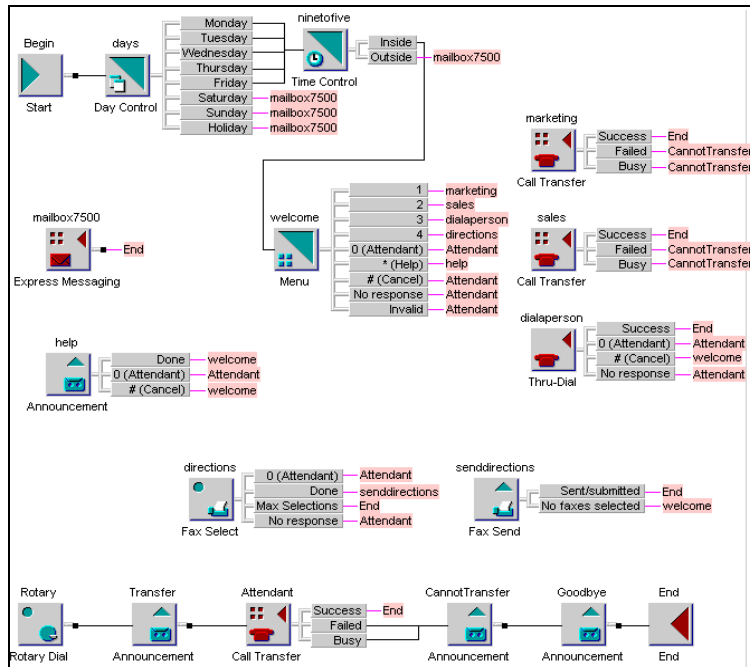 Begin
Start
days
Day Control
Monday
Tuesday
Wednesday
Thursday
Friday
Saturday
mailbox7500
Sunday
mailbox7500
Holiday
mailbox7500
ninetofive
Time Control
Inside
Outside
mailbox7500
marketing
Call Transfer
Success
End
Failed
CannotTransfer
Busy
CannotTransfer
mailbox7500
Express Messaging
End
welcome
Menu
1
marketing
2
sales
3
dialaperson
4
directions
0 (Attendant)
Attendant
* (Help)
help
# (Cancel)
Attendant
No response
Attendant
Invalid
Attendant
sales
Call Transfer
Success
End
Failed
CannotTransfer
Busy
CannotTransfer
help
Announcement
Done
welcome
0 (Attendant)
Attendant
# (Cancel)
welcome
dialaperson
Thru-Dial
Success
End
0 (Attendant)
Attendant
# (Cancel)
welcome
No response
Attendant
directions
Fax Select
0 (Attendant)
Attendant
Done
senddirections
Max Selections
End
No response
Attendant
senddirections
Fax Send
Sent/submitted
End
No faxes selected
welcome
Rotary
Rotary Dial
Transfer
Announcement
Attendant
Call Transfer
Success
End
Failed
Busy
CannotTransfer
Announcement
Goodbye
Announcement
End
End